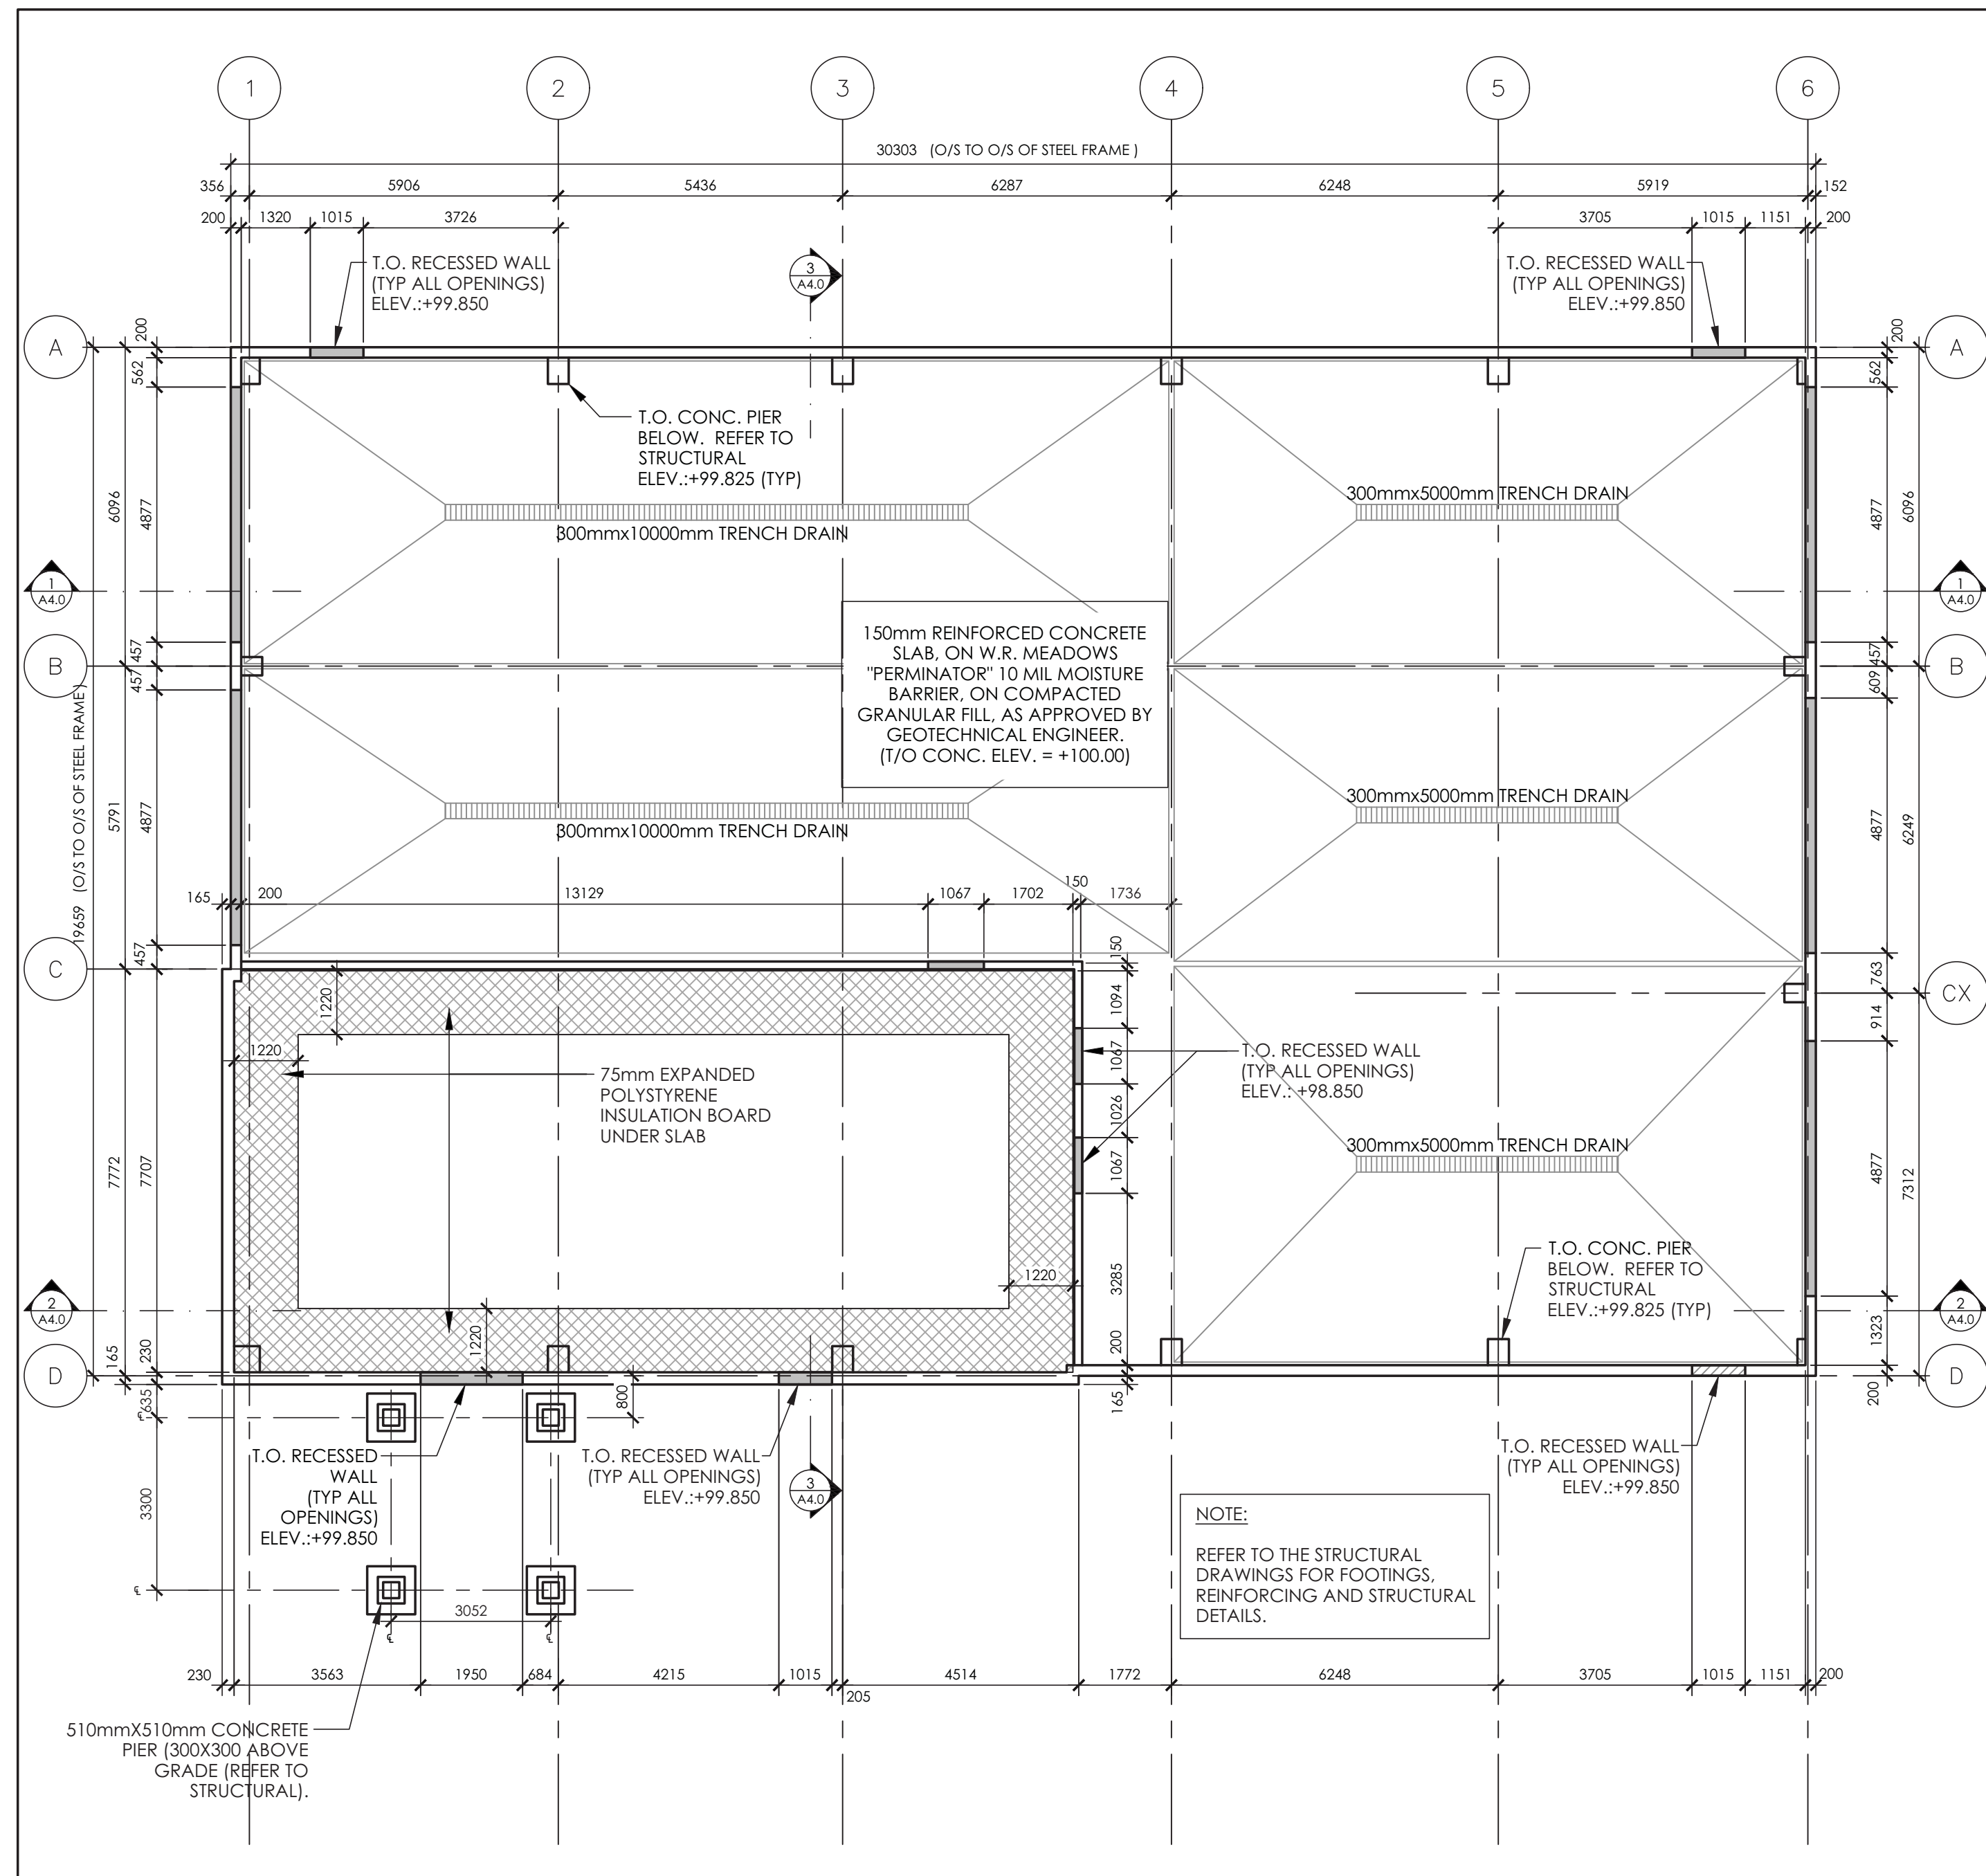 1 2 3 4 5 6
30303 (O/S TO O/S OF STEEL FRAME )
356 5906 5436 6287 6248 5919 152
200 1320 1015 3726 3705 1015 1151 200
T.O. RECESSED WALL
(TYP ALL OPENINGS)
ELEV.:+99.850
3
A4.0
T.O. RECESSED WALL
(TYP ALL OPENINGS)
ELEV.:+99.850
A
200
562
6096
4877
457
457
19659 (O/S TO O/S OF STEEL FRAME )
5791
4877
457
1
A4.0
B
C
T.O. CONC. PIER
BELOW. REFER TO
STRUCTURAL
ELEV.:+99.825 (TYP)
300mmx10000mm TRENCH DRAIN
300mmx5000mm TRENCH DRAIN
150mm REINFORCED CONCRETE
SLAB, ON W.R. MEADOWS
"PERMINATOR" 10 MIL MOISTURE
BARRIER, ON COMPACTED
GRANULAR FILL, AS APPROVED BY
GEOTECHNICAL ENGINEER.
(T/O CONC. ELEV. = +100.00)
300mmx10000mm TRENCH DRAIN
300mmx5000mm TRENCH DRAIN
A
200
562
4877
6096
1
A4.0
457
B
609
4877
6249
763
CX
914
165 200 13129 1067 1702 150 1736
150
1094
1067
1026
1067
3285
200
165
1220
1220
75mm EXPANDED
POLYSTYRENE
INSULATION BOARD
UNDER SLAB
1220
1220
T.O. RECESSED WALL
(TYP ALL OPENINGS)
ELEV.: +98.850
300mmx5000mm TRENCH DRAIN
T.O. CONC. PIER
BELOW. REFER TO
STRUCTURAL
ELEV.:+99.825 (TYP)
7772
7707
2
A4.0
165
230
D
635
800
3300
4877
7312
2
A4.0
1323
D
200
T.O. RECESSED
WALL
(TYP ALL
OPENINGS)
ELEV.:+99.850
T.O. RECESSED WALL
(TYP ALL OPENINGS)
ELEV.:+99.850
3
A4.0
T.O. RECESSED WALL
(TYP ALL OPENINGS)
ELEV.:+99.850
NOTE:
REFER TO THE STRUCTURAL
DRAWINGS FOR FOOTINGS,
REINFORCING AND STRUCTURAL
DETAILS.
℄
℄
3052
℄ ℄
230 3563 1950 684 4215 1015 205 4514 1772 6248 3705 1015 1151 200
510mmX510mm CONCRETE
PIER (300X300 ABOVE
GRADE (REFER TO
STRUCTURAL).